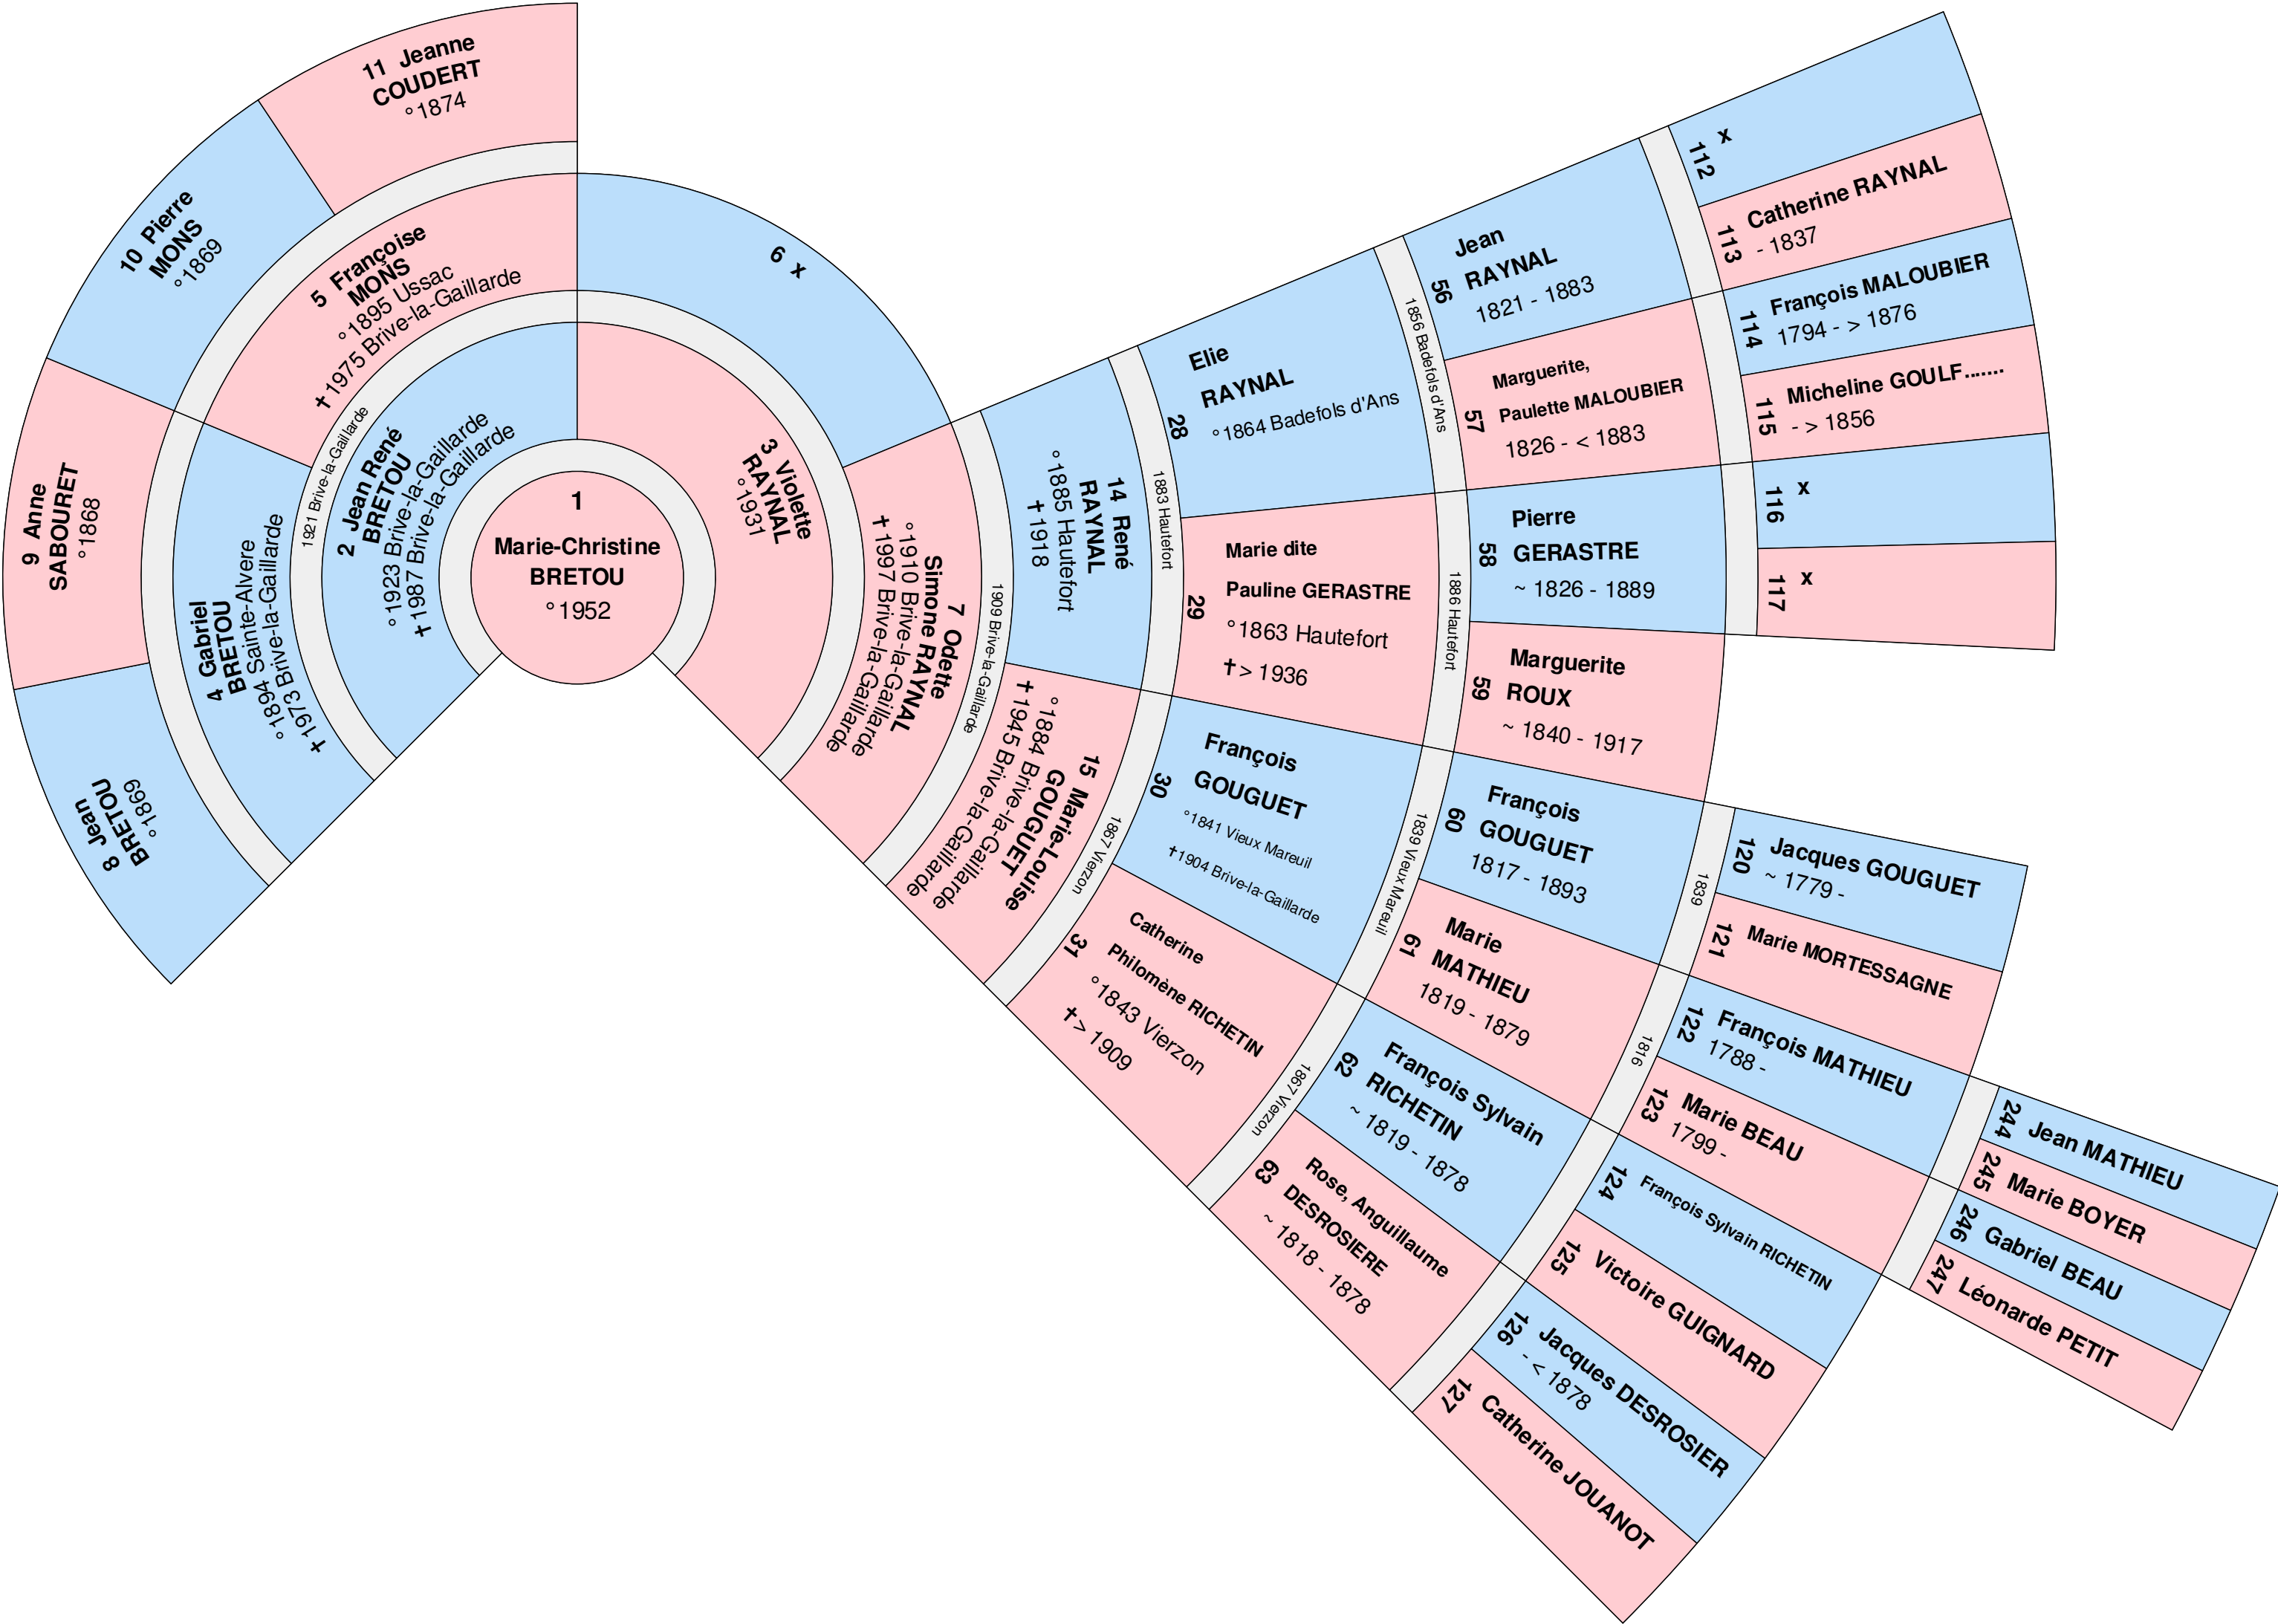 1
Marie-Christine
BRETOU
°1952
2 Jean René
BRETOU
°1923 Brive-la-Gaillarde
✝1987 Brive-la-Gaillarde
3 Violette
RAYNAL
°1931
1921 Brive-la-Gaillarde
4 Gabriel
BRETOU
°1894 Sainte-Alvere
✝1973 Brive-la-Gaillarde
5 Françoise
MONS
°1895 Ussac
✝1975 Brive-la-Gaillarde
6 x
7 Odette
Simone RAYNAL
°1910 Brive-la-Gaillarde
✝1997 Brive-la-Gaillarde
8 Jean
BRETOU
°1869
9 Anne
SABOURET
°1868
10 Pierre
MONS
°1869
11 Jeanne
COUDERT
°1874
1909 Brive-la-Gaillarde
14 René
RAYNAL
°1885 Hautefort
✝1918
15 Marie-Louise
GOUGUET
°1884 Brive-la-Gaillarde
✝1945 Brive-la-Gaillarde
1883 Hautefort
28
Elie
RAYNAL
°1864 Badefols d'Ans
29
Marie dite
Pauline GERASTRE
°1863 Hautefort
✝> 1936
1867 Vierzon
30
François
GOUGUET
°1841 Vieux Mareuil
✝1904 Brive-la-Gaillarde
31
Catherine
Philomène RICHETIN
°1843 Vierzon
✝> 1909
1856 Badefols d'Ans
56
Jean
RAYNAL
1821 - 1883
57
Marguerite,
Paulette MALOUBIER
1826 - < 1883
1886 Hautefort
58
Pierre
GERASTRE
~ 1826 - 1889
59
Marguerite
ROUX
~ 1840 - 1917
1839 Vieux Mareuil
60
François
GOUGUET
1817 - 1893
61
Marie
MATHIEU
1819 - 1879
1867 Vierzon
62
François Sylvain
RICHETIN
~ 1819 - 1878
63
Rose, Anguillaume
DESROSIERE
~ 1818 - 1878
112
x
113
Catherine RAYNAL
- 1837
114
François MALOUBIER
1794 - > 1876
115
Micheline GOULF.......
- > 1856
116
x
117
x
1839
120
Jacques GOUGUET
~ 1779 -
121
Marie MORTESSAGNE
1816
122
François MATHIEU
1788 -
123
Marie BEAU
1799 -
124
François Sylvain RICHETIN
125
Victoire GUIGNARD
126
Jacques DESROSIER
- < 1878
127
Catherine JOUANOT
244
Jean MATHIEU
245
Marie BOYER
246
Gabriel BEAU
247
Léonarde PETIT